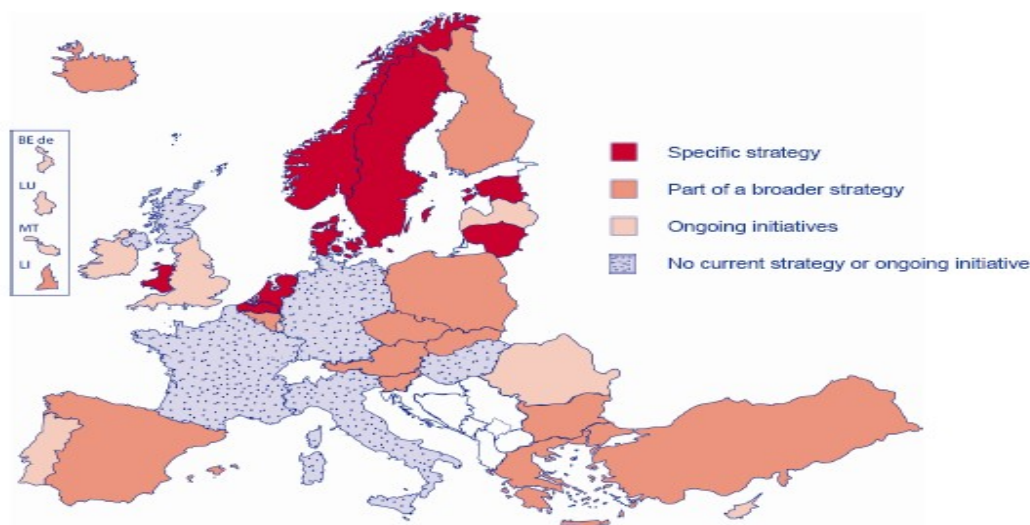 BE de
LU
MT
LI
Specific strategy
Part of a broader strategy
Ongoing initiatives
No current strategy or ongoing initiative